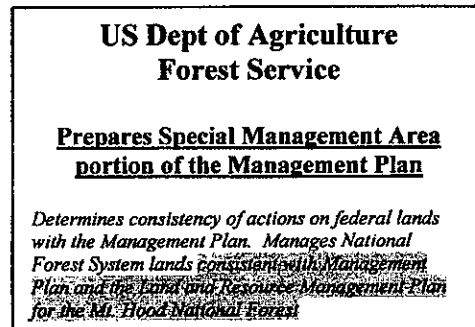 US Dept of Agriculture
Forest Service
Prepares Special Management Area
portion of the Management Plan
Determines consistency of actions on federal lands
with the Management Plan. Manages National
Forest System lands consistent with Management
Plan and the Land and Resource Management Plan
for the Mt. Hood National Forest